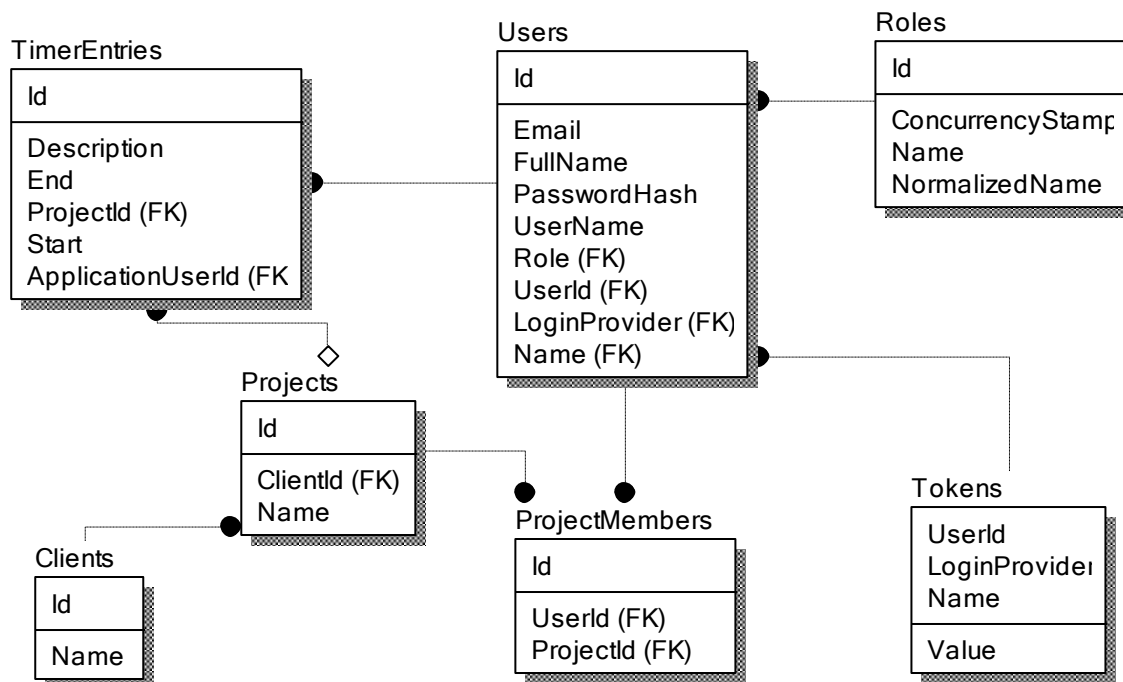 TimerEntries
Id
Description
End
ProjectId (FK)
Start
ApplicationUserId (FK
Users
Id
Email
FullName
PasswordHash
UserName
Role (FK)
UserId (FK)
LoginProvider (FK)
Name (FK)
Roles
Id
ConcurrencyStamp
Name
NormalizedName
Projects
Id
ClientId (FK)
Name
Clients
Id
Name
ProjectMembers
Id
UserId (FK)
ProjectId (FK)
Tokens
UserId
LoginProvider
Name
Value